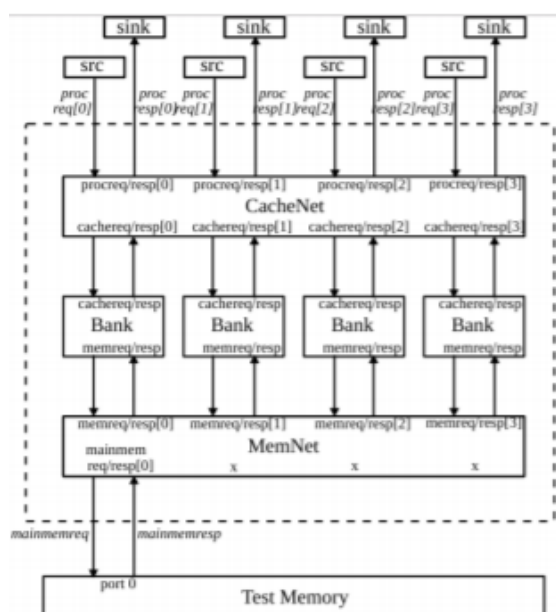 sink sink sink sink
src src src src
proc req[0] proc resp[0] proc req[1] proc resp[1] proc req[2] proc resp[2] proc req[3] proc resp[3]
procreq/resp[0] procreq/resp[1] procreq/resp[2] procreq/resp[3]
CacheNet
cachereq/resp[0] cachereq/resp[1] cachereq/resp[2] cachereq/resp[3]
cachereq/resp cachereq/resp cachereq/resp cachereq/resp
Bank Bank Bank Bank
memreq/resp memreq/resp memreq/resp memreq/resp
memreq/resp[0] memreq/resp[1] memreq/resp[2] memreq/resp[3]
MemNet
mainmem
req/resp[0] x x x
mainmemreq mainmemresp
port 0
Test Memory